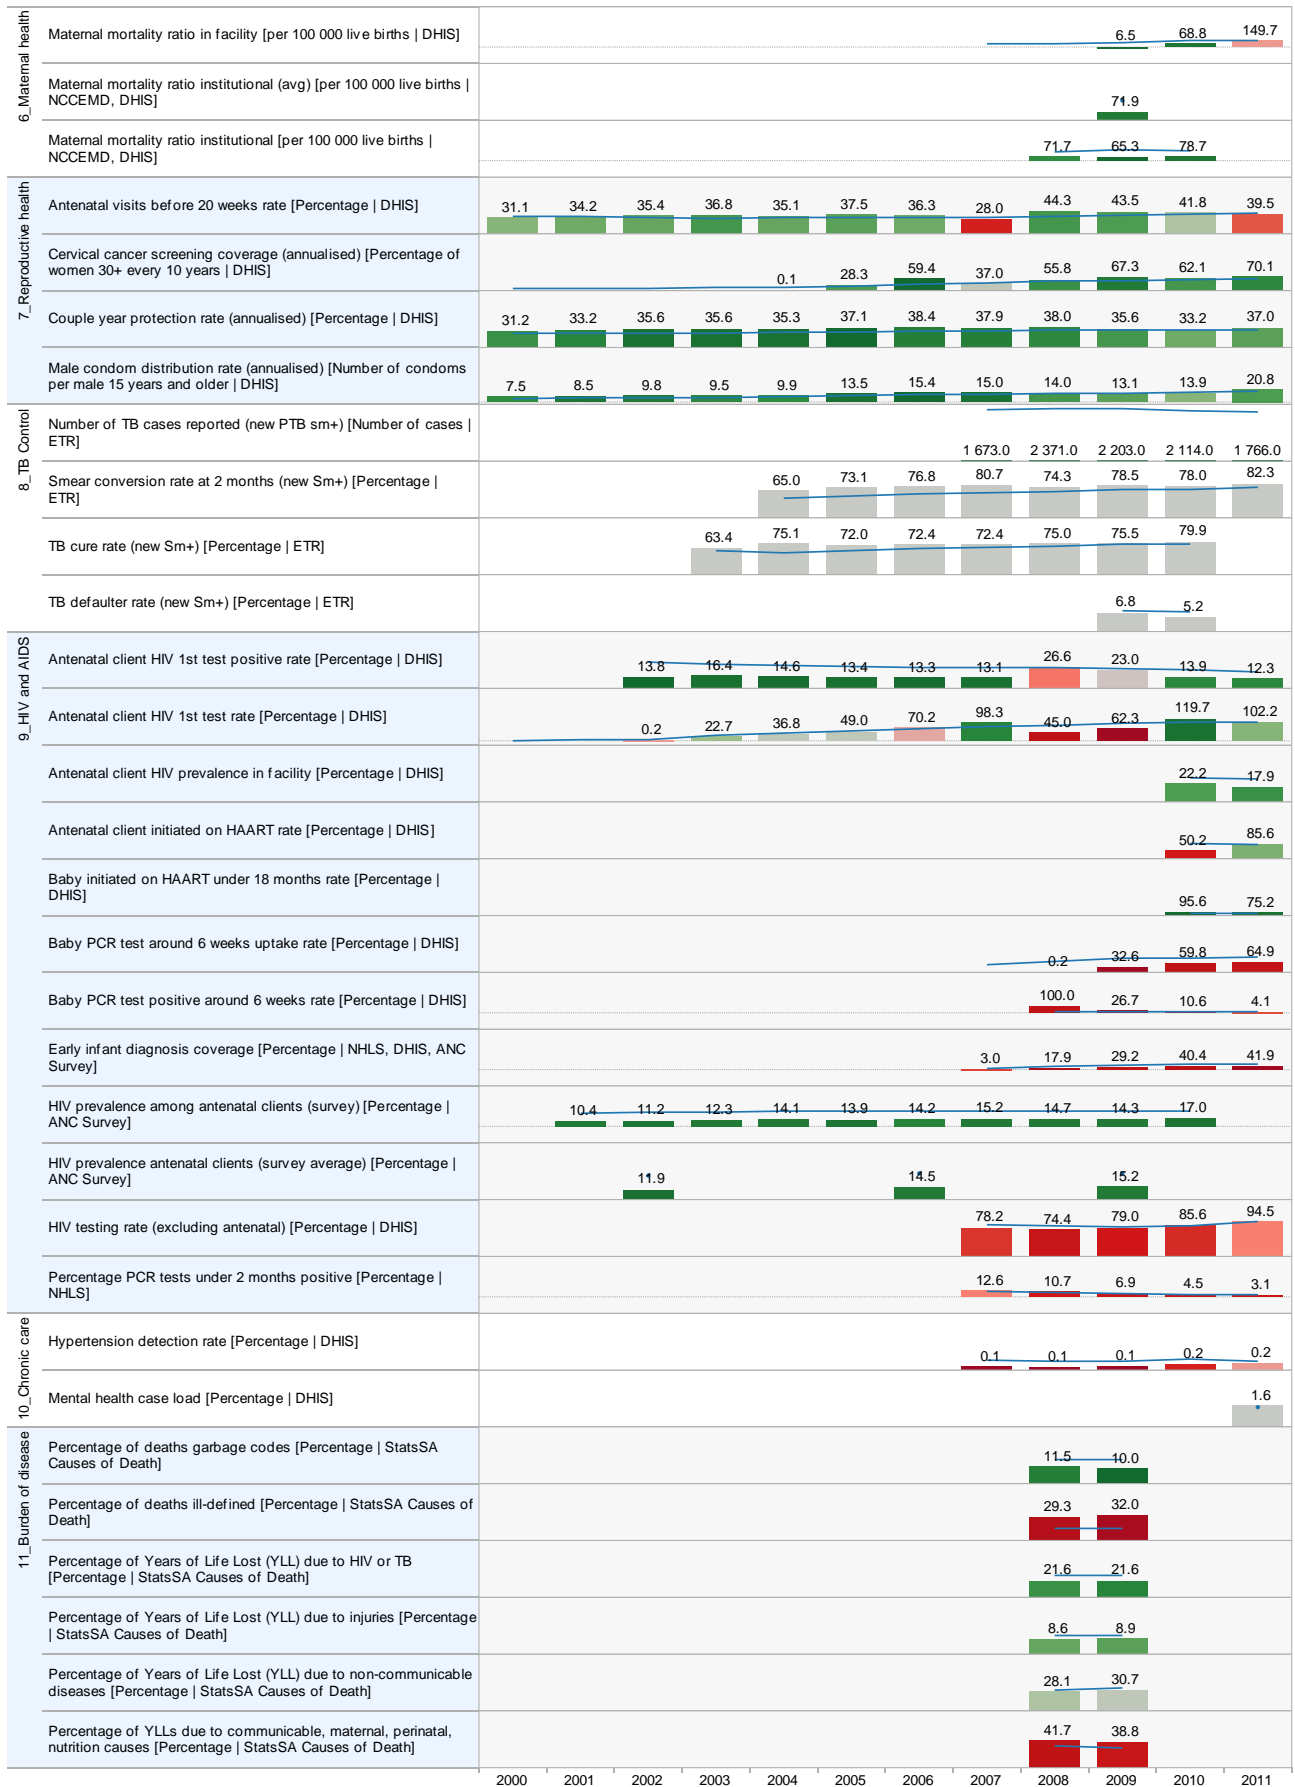 6_Maternal health
Maternal mortality ratio in facility [per 100 000 live births | DHIS]
6.5 68.8 149.7
Maternal mortality ratio institutional (avg) [per 100 000 live births |
NCCEMD, DHIS]
71.9
Maternal mortality ratio institutional [per 100 000 live births |
NCCEMD, DHIS]
71.7 65.3 78.7
7_Reproductive health
Antenatal visits before 20 weeks rate [Percentage | DHIS]
31.1 34.2 35.4 36.8 35.1 37.5 36.3 28.0 44.3 43.5 41.8 39.5
Cervical cancer screening coverage (annualised) [Percentage of
women 30+ every 10 years | DHIS]
0.1 28.3 59.4 37.0 55.8 67.3 62.1 70.1
Couple year protection rate (annualised) [Percentage | DHIS]
31.2 33.2 35.6 35.6 35.3 37.1 38.4 37.9 38.0 35.6 33.2 37.0
Male condom distribution rate (annualised) [Number of condoms
per male 15 years and older | DHIS]
7.5 8.5 9.8 9.5 9.9 13.5 15.4 15.0 14.0 13.1 13.9 20.8
8_TB Control
Number of TB cases reported (new PTB sm+) [Number of cases |
ETR]
1 673.0 2 371.0 2 203.0 2 114.0 1 766.0
Smear conversion rate at 2 months (new Sm+) [Percentage |
ETR]
65.0 73.1 76.8 80.7 74.3 78.5 78.0 82.3
TB cure rate (new Sm+) [Percentage | ETR]
63.4 75.1 72.0 72.4 72.4 75.0 75.5 79.9
TB defaulter rate (new Sm+) [Percentage | ETR]
6.8 5.2
9_HIV and AIDS
Antenatal client HIV 1st test positive rate [Percentage | DHIS]
13.8 16.4 14.6 13.4 13.3 13.1 26.6 23.0 13.9 12.3
Antenatal client HIV 1st test rate [Percentage | DHIS]
0.2 22.7 36.8 49.0 70.2 98.3 45.0 62.3 119.7 102.2
Antenatal client HIV prevalence in facility [Percentage | DHIS]
22.2 17.9
Antenatal client initiated on HAART rate [Percentage | DHIS]
50.2 85.6
Baby initiated on HAART under 18 months rate [Percentage |
DHIS]
95.6 75.2
Baby PCR test around 6 weeks uptake rate [Percentage | DHIS]
0.2 32.6 59.8 64.9
Baby PCR test positive around 6 weeks rate [Percentage | DHIS]
100.0 26.7 10.6 4.1
Early infant diagnosis coverage [Percentage | NHLS, DHIS, ANC
Survey]
3.0 17.9 29.2 40.4 41.9
HIV prevalence among antenatal clients (survey) [Percentage |
ANC Survey]
10.4 11.2 12.3 14.1 13.9 14.2 15.2 14.7 14.3 17.0
HIV prevalence antenatal clients (survey average) [Percentage |
ANC Survey]
11.9 14.5 15.2
HIV testing rate (excluding antenatal) [Percentage | DHIS]
78.2 74.4 79.0 85.6 94.5
Percentage PCR tests under 2 months positive [Percentage |
NHLS]
12.6 10.7 6.9 4.5 3.1
10_Chronic care
Hypertension detection rate [Percentage | DHIS]
0.1 0.1 0.1 0.2 0.2
Mental health case load [Percentage | DHIS]
1.6
11_Burden of disease
Percentage of deaths garbage codes [Percentage | StatsSA
Causes of Death]
11.5 10.0
Percentage of deaths ill-defined [Percentage | StatsSA Causes of
Death]
29.3 32.0
Percentage of Years of Life Lost (YLL) due to HIV or TB
[Percentage | StatsSA Causes of Death]
21.6 21.6
Percentage of Years of Life Lost (YLL) due to injuries [Percentage
| StatsSA Causes of Death]
8.6 8.9
Percentage of Years of Life Lost (YLL) due to non-communicable
diseases [Percentage | StatsSA Causes of Death]
28.1 30.7
Percentage of YLLs due to communicable, maternal, perinatal,
nutrition causes [Percentage | StatsSA Causes of Death]
41.7 38.8
2000 2001 2002 2003 2004 2005 2006 2007 2008 2009 2010 2011